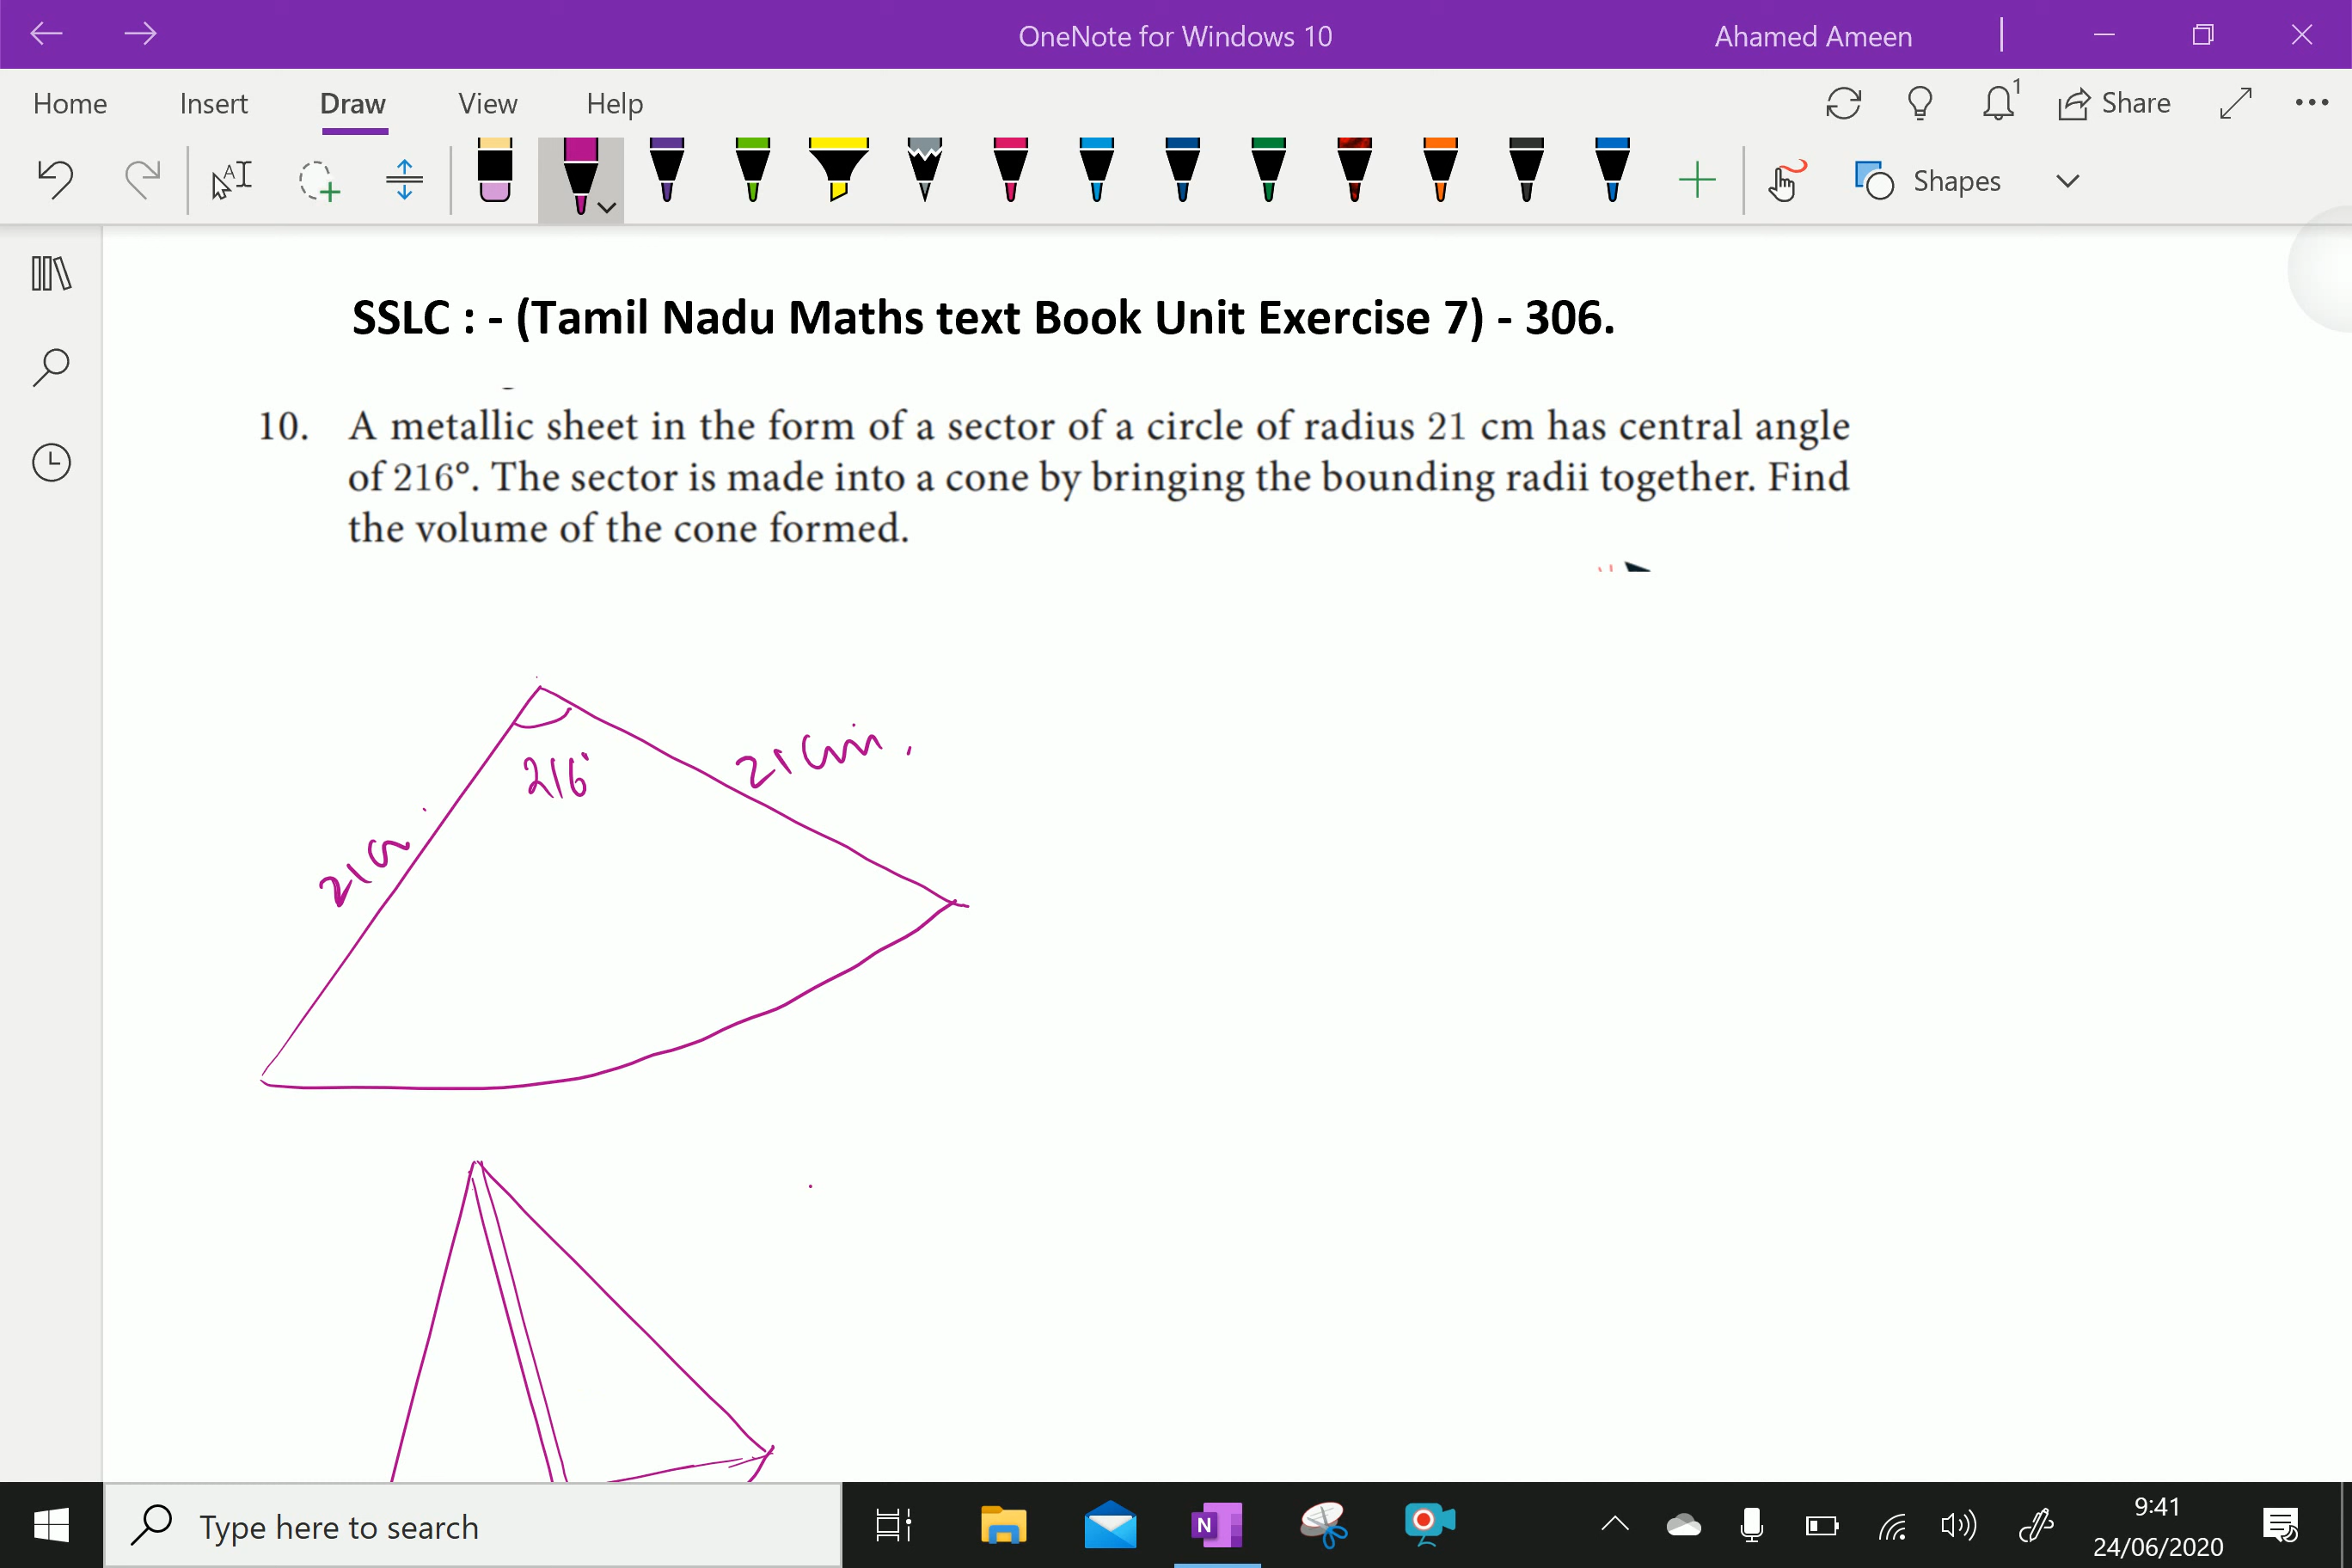 OneNote for Windows 10
Ahamed Ameen
Home Insert Draw View Help
1
Share
Shapes
SSLC : - (Tamil Nadu Maths text Book Unit Exercise 7) - 306.
10. A metallic sheet in the form of a sector of a circle of radius 21 cm has central angle
of 216°. The sector is made into a cone by bringing the bounding radii together. Find
the volume of the cone formed.
21 cm.
216°
Type here to search
N
9:41
24/06/2020